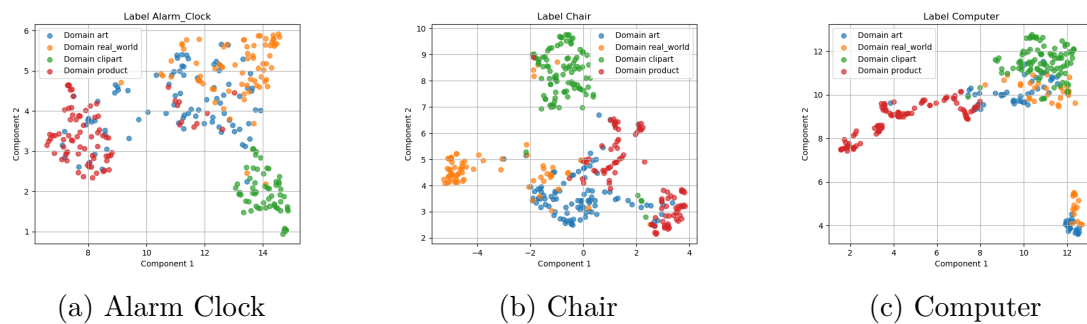 Label Alarm_Clock
Domain art
Domain real_world
Domain clipart
Domain product
Component 2
6
5
4
3
2
1
8
10
12
14
Component 1
(a) Alarm Clock
Label Chair
Domain art
Domain real_world
Domain clipart
Domain product
Component 2
10
9
8
7
6
5
4
3
2
−4
−2
0
2
4
Component 1
(b) Chair
Label Computer
Domain art
Domain real_world
Domain clipart
Domain product
Component 2
12
10
8
6
4
2
4
6
8
10
12
Component 1
(c) Computer